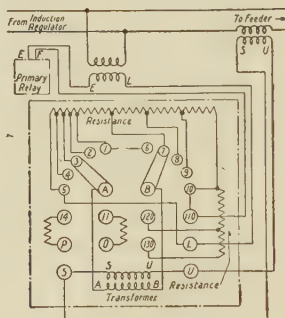 From Induction
Regulator
To Feeder
S U
E F
E L
Primary
Relay
Resistance
1 6
2 7
3 8
4 9
5 A B 10
14 11 120 110
P O 130 L
Resistance
S S U U
A B
Transformer